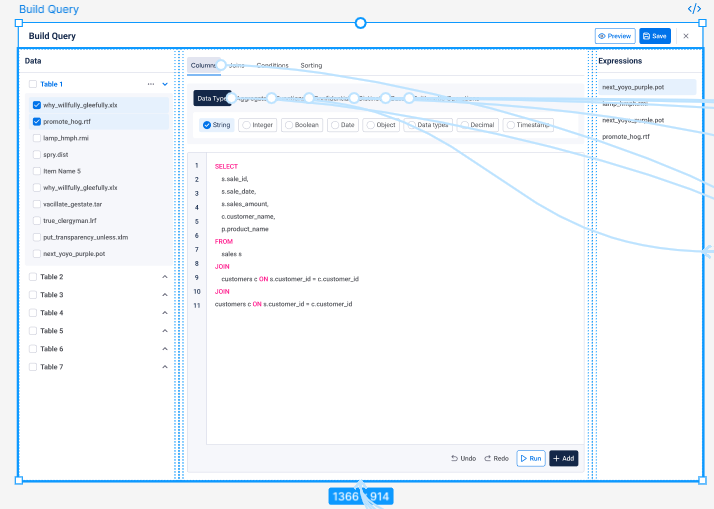 Build Query
</>
Build Query
Preview
Save
Data
Columns Joins Conditions Sorting
Expressions
Table 1
Data Type
why_willfully_gleefully.xlx
promote_hog.rtf
lamp_hmph.rmi
spry.dist
Item Name 5
why_willfully_gleefully.xlx
vacillate_gestate.tar
true_clergyman.lrf
put_transparency_unless.xlm
next_yoyo_purple.pot
Table 2
Table 3
Table 4
Table 5
Table 6
Table 7
String Integer Boolean Date Object Data types Decimal Timestamp
1 SELECT
2 s.sale_id,
3 s.sale_date,
4 s.sales_amount,
5 c.customer_name,
6 p.product_name
7 FROM
8 sales s
9 JOIN
10 customers c ON s.customer_id = c.customer_id
11 JOIN
customers c ON s.customer_id = c.customer_id
Undo Redo Run Add
next_yoyo_purple.pot
lamp_hmph.rmi
next_yoyo_purple.pot
promote_hog.rtf
1366 914